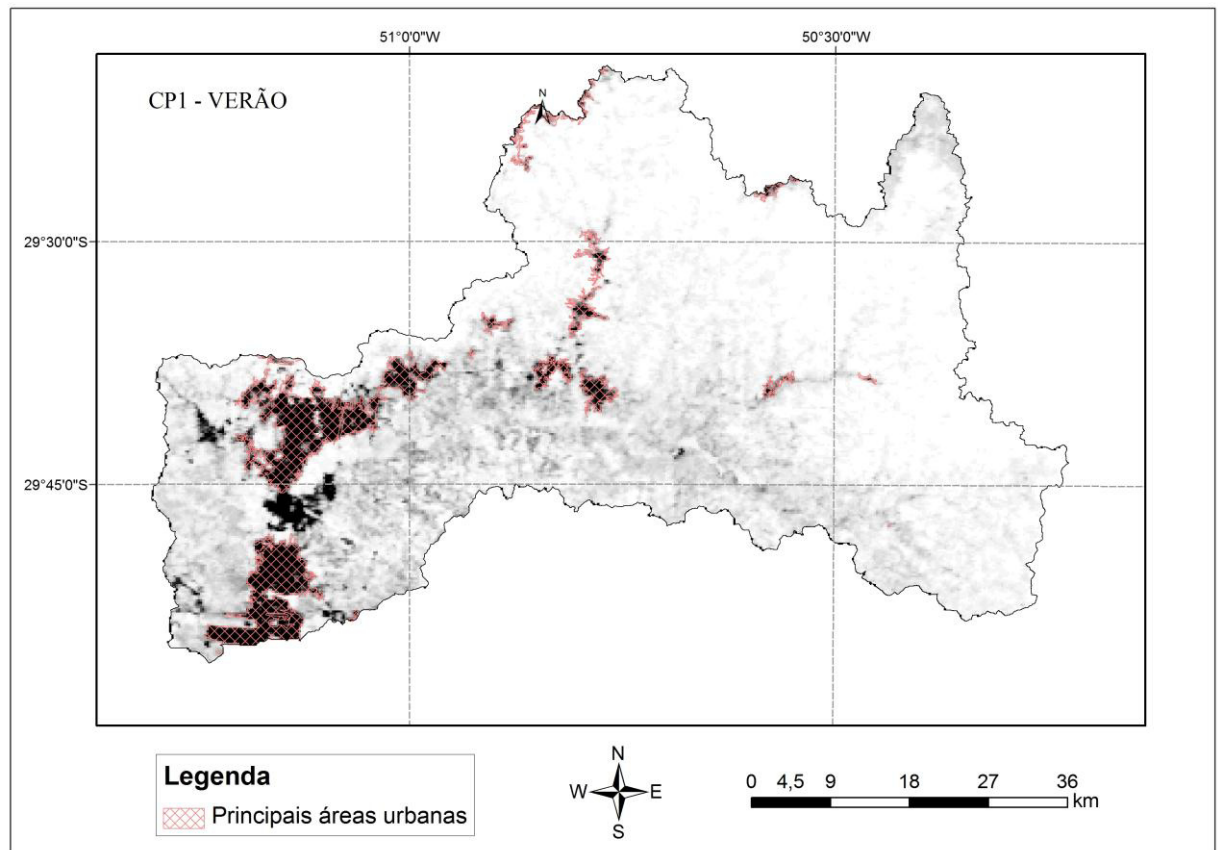 51°0'0"W 50°30'0"W
CP1 - VERÃO
N
29°30'0"S
29°45'0"S
Legenda
Principais áreas urbanas
N
W E
S
0 4,5 9 18 27 36
km